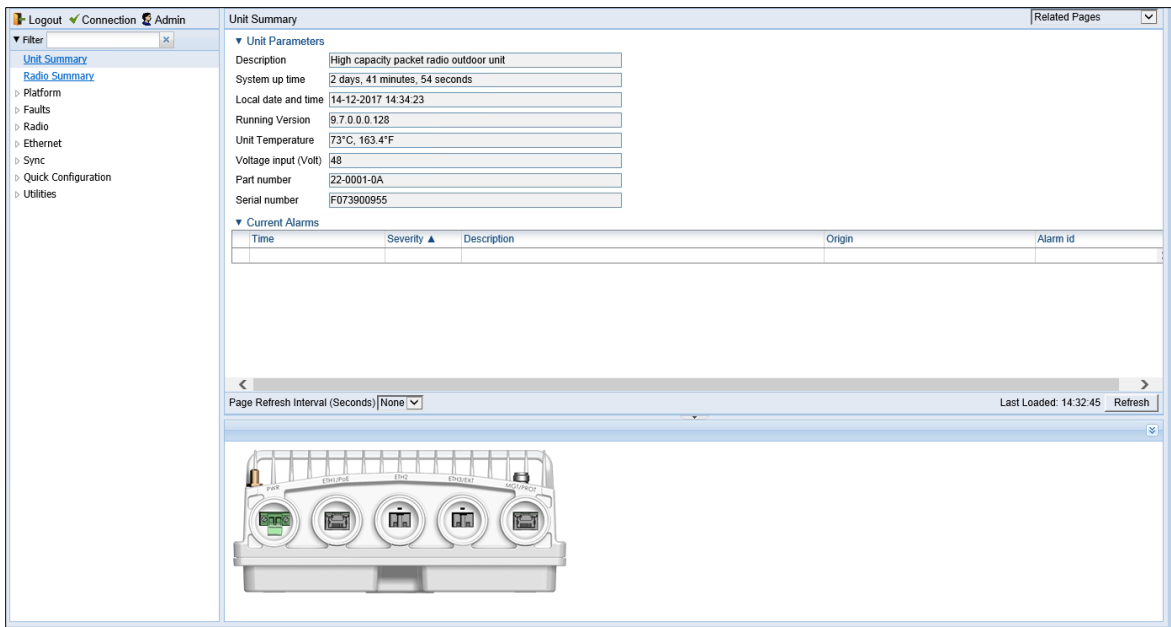 Logout Connection Admin
Filter
Unit Summary
Radio Summary
Platform
Faults
Radio
Ethernet
Sync
Quick Configuration
Utilities
Unit Summary
Related Pages
Unit Parameters
Description High capacity packet radio outdoor unit
System up time 2 days, 41 minutes, 54 seconds
Local date and time 14-12-2017 14:34:23
Running Version 9.7.0.0.0.128
Unit Temperature 73°C, 163.4°F
Voltage input (Volt) 48
Part number 22-0001-0A
Serial number F073900955
Current Alarms
Time Severity ▲ Description Origin Alarm id
Page Refresh Interval (Seconds) None
Last Loaded: 14:32:45 Refresh
PWR ETH1/PoE ETH2 ETH3/EXT MGT/PROT